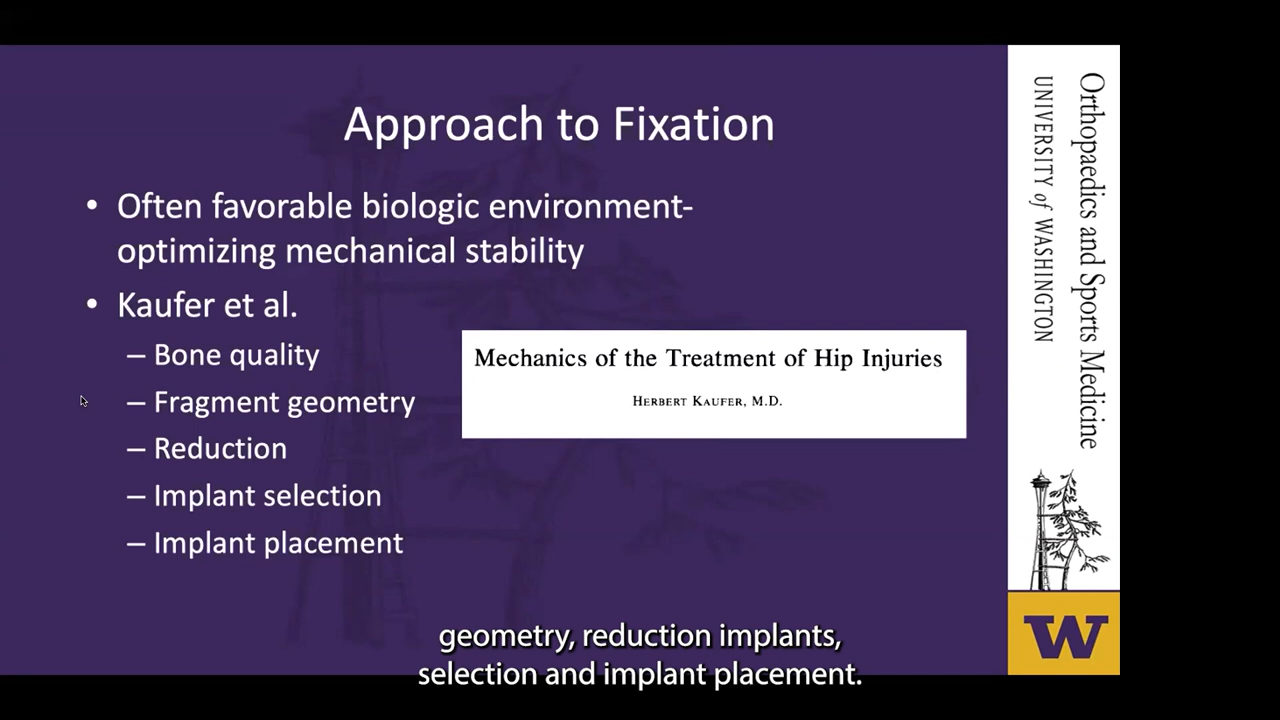 Approach to Fixation
• Often favorable biologic environment-
optimizing mechanical stability
• Kaufer et al.
– Bone quality
– Fragment geometry
– Reduction
– Implant selection
– Implant placement
Mechanics of the Treatment of Hip Injuries
HERBERT KAUFER, M.D.
Orthopaedics and Sports Medicine
UNIVERSITY of WASHINGTON
W
geometry, reduction implants,
selection and implant placement.